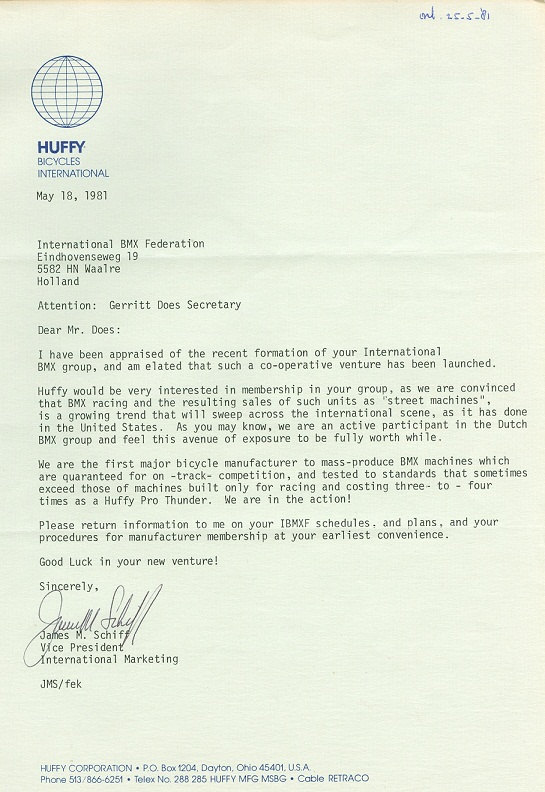 ont. 25-5-'81
HUFFY
BICYCLES
INTERNATIONAL
May 18, 1981
International BMX Federation
Eindhovenseweg 19
5582 HN Waalre
Holland
Attention:  Gerritt Does Secretary
Dear Mr. Does:
I have been appraised of the recent formation of your International
BMX group, and am elated that such a co-operative venture has been launched.
Huffy would be very interested in membership in your group, as we are convinced
that BMX racing and the resulting sales of such units as "street machines",
is a growing trend that will sweep across the international scene, as it has done
in the United States.  As you may know, we are an active participant in the Dutch
BMX group and feel this avenue of exposure to be fully worth while.
We are the first major bicycle manufacturer to mass-produce BMX machines which
are quaranteed for on -track- competition, and tested to standards that sometimes
exceed those of machines built only for racing and costing three- to - four
times as a Huffy Pro Thunder.  We are in the action!
Please return information to me on your IBMXF schedules. and plans, and your
procedures for manufacturer membership at your earliest convenience.
Good Luck in your new venture!
Sincerely,
James M. Schiff
James M. Schiff
Vice President
International Marketing
JMS/fek
HUFFY CORPORATION • P.O. Box 1204, Dayton, Ohio 45401, U.S.A.
Phone 513/866-6251 • Telex No. 288 285 HUFFY MFG MSBG • Cable RETRACO